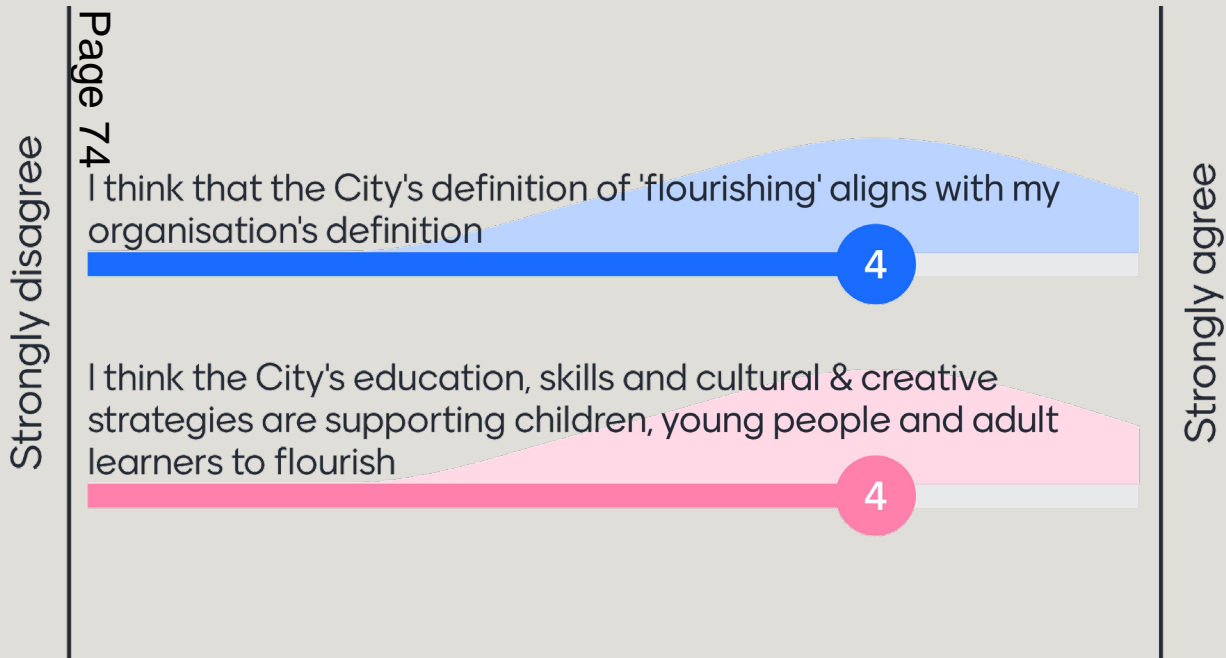 Page 74
Strongly disagree
I think that the City's definition of 'flourishing' aligns with my
organisation's definition
4
I think the City's education, skills and cultural & creative
strategies are supporting children, young people and adult
learners to flourish
4
Strongly agree